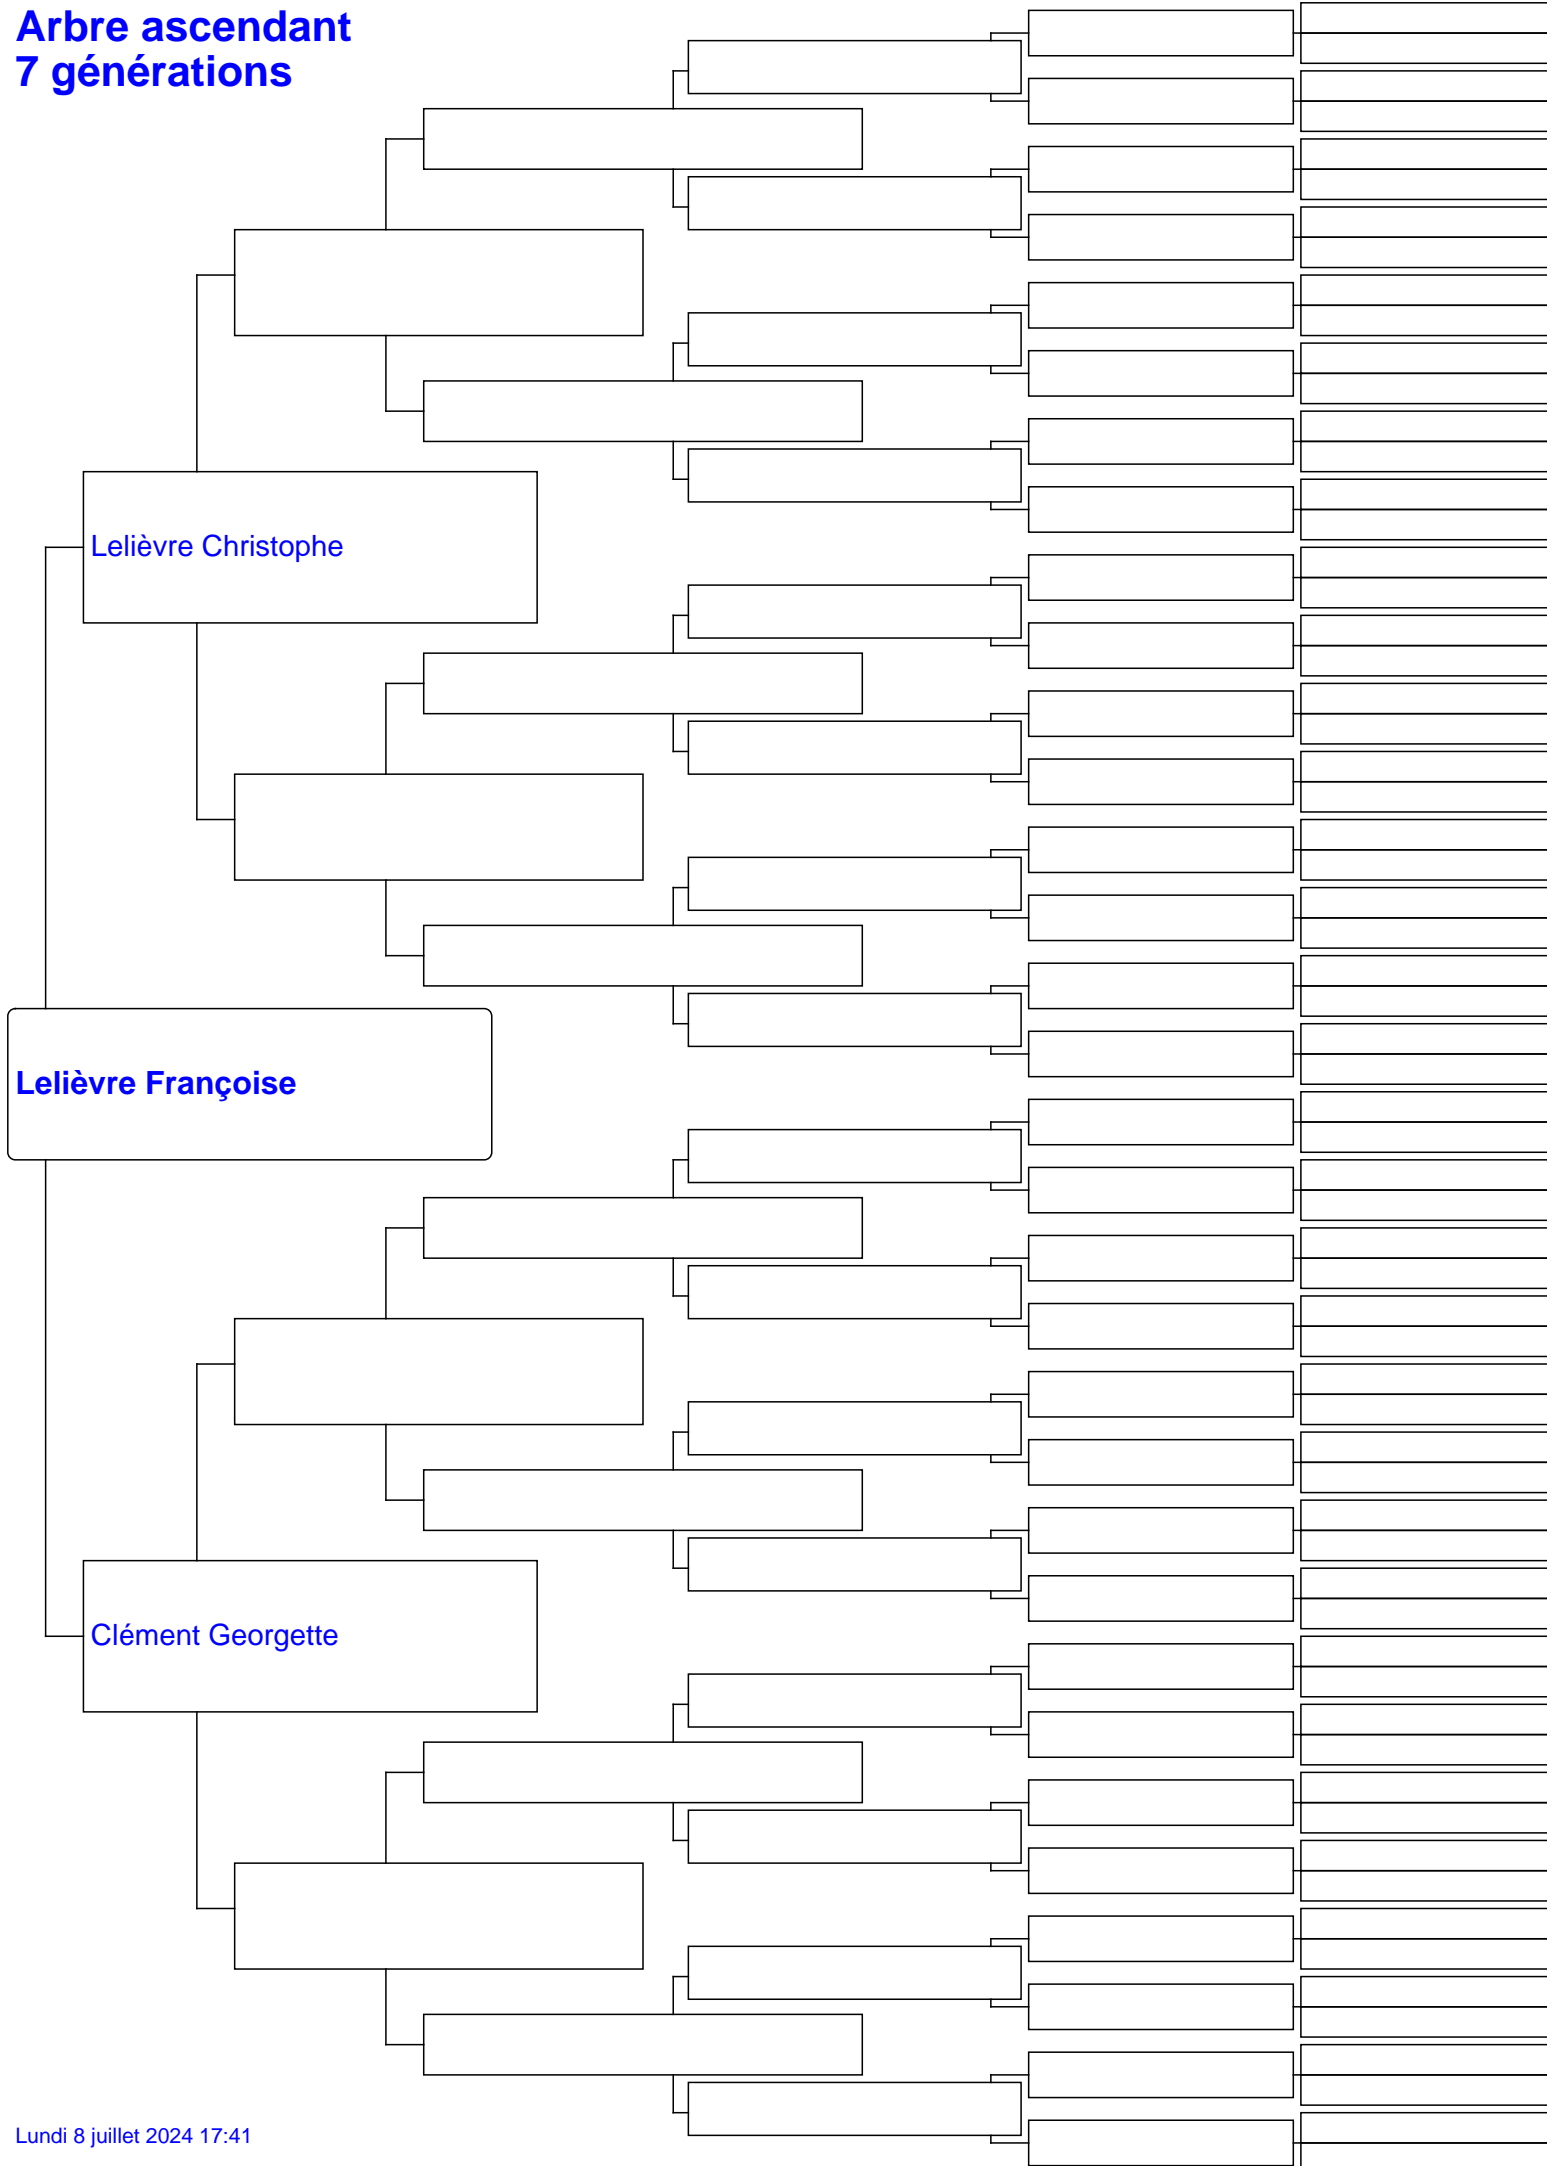 Arbre ascendant
7 générations
Lelièvre Christophe
Lelièvre Françoise
Clément Georgette
Lundi 8 juillet 2024 17:41